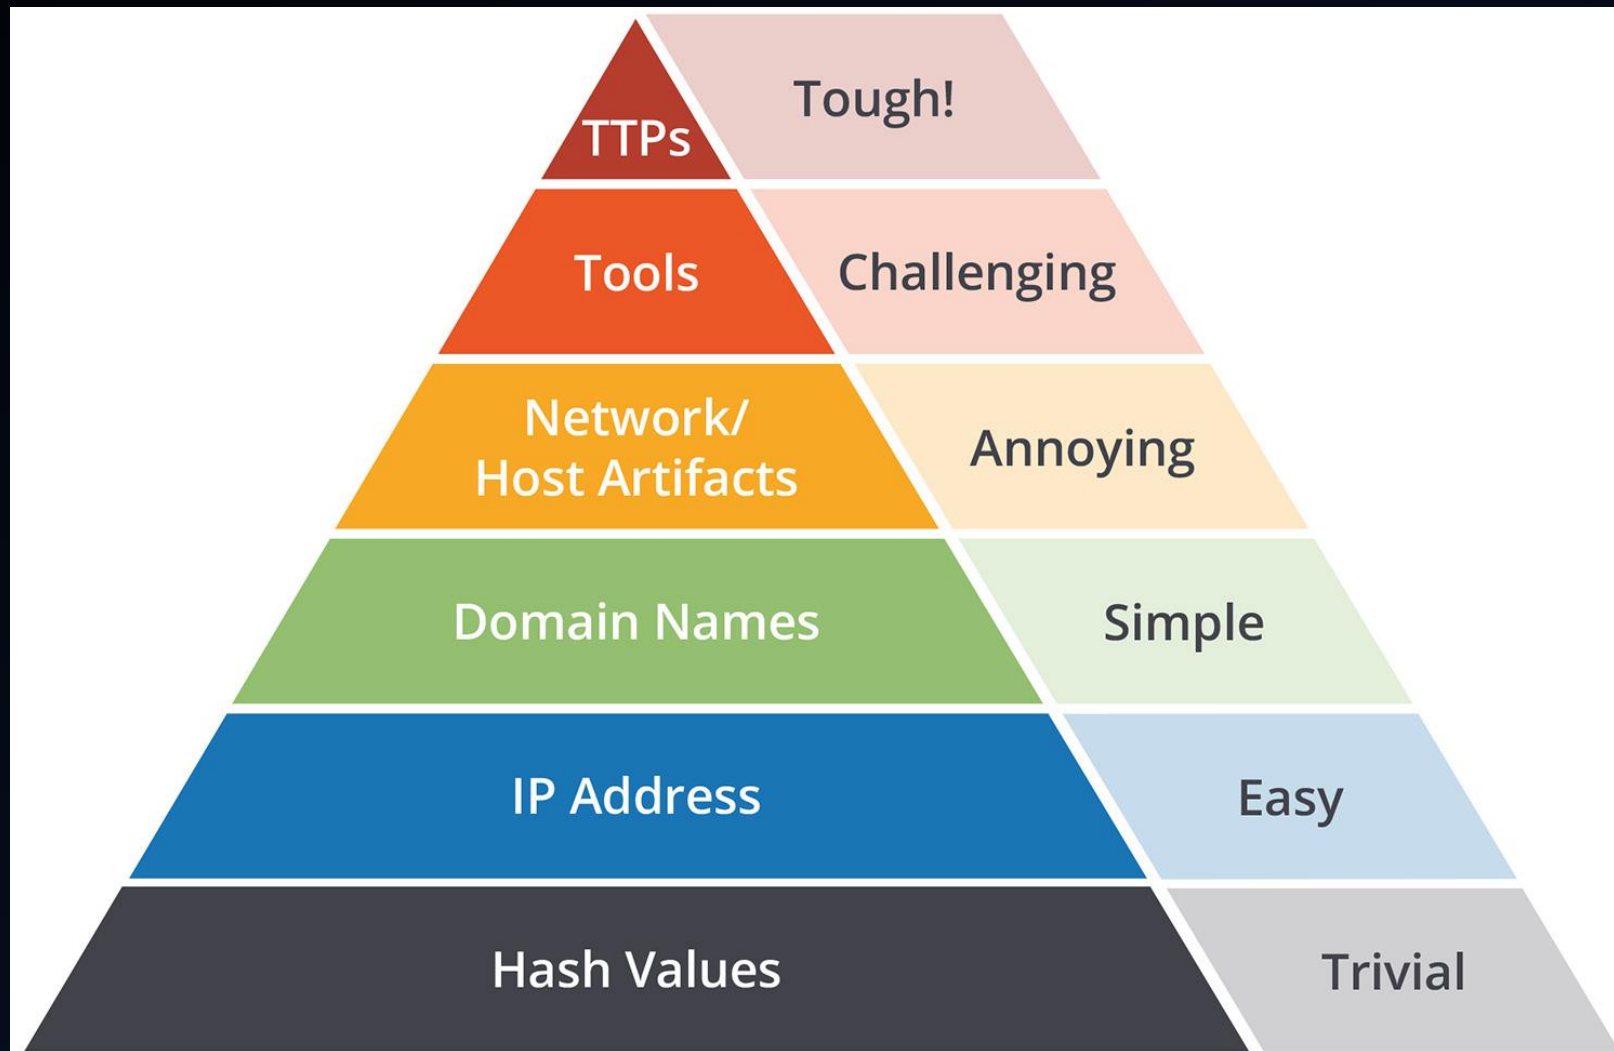 TTPs
Tough!
Tools
Challenging
Network/
Host Artifacts
Annoying
Domain Names
Simple
IP Address
Easy
Hash Values
Trivial